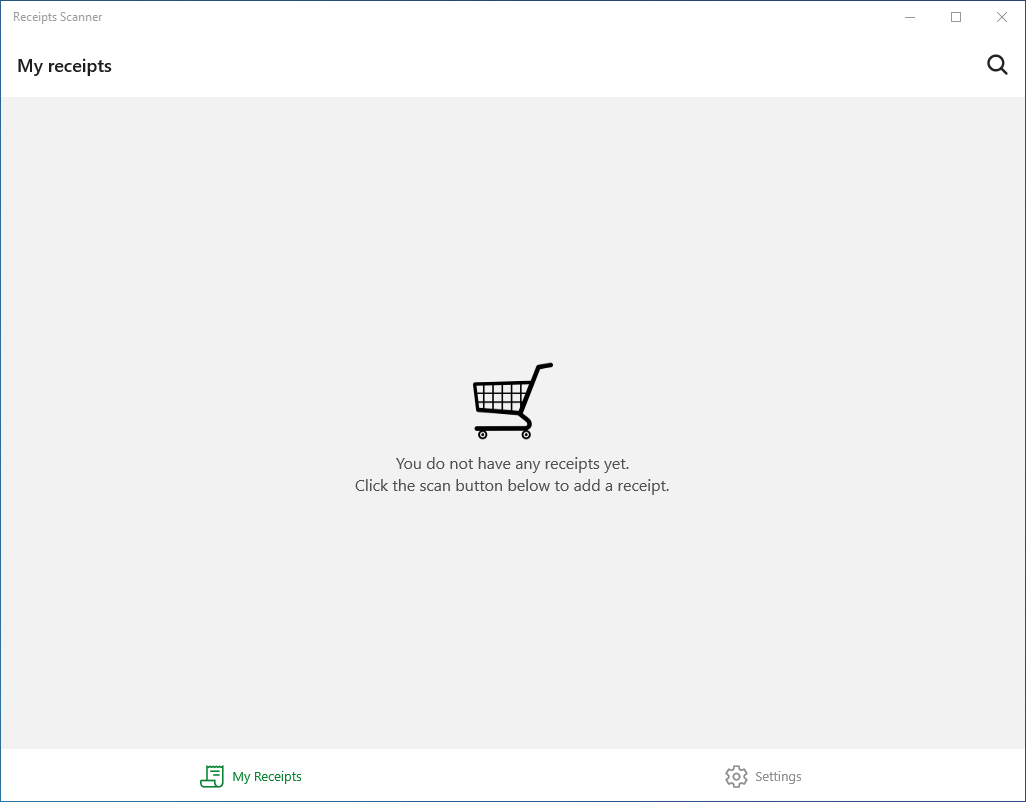 Receipts Scanner
My receipts
You do not have any receipts yet.
Click the scan button below to add a receipt.
My Receipts
Settings